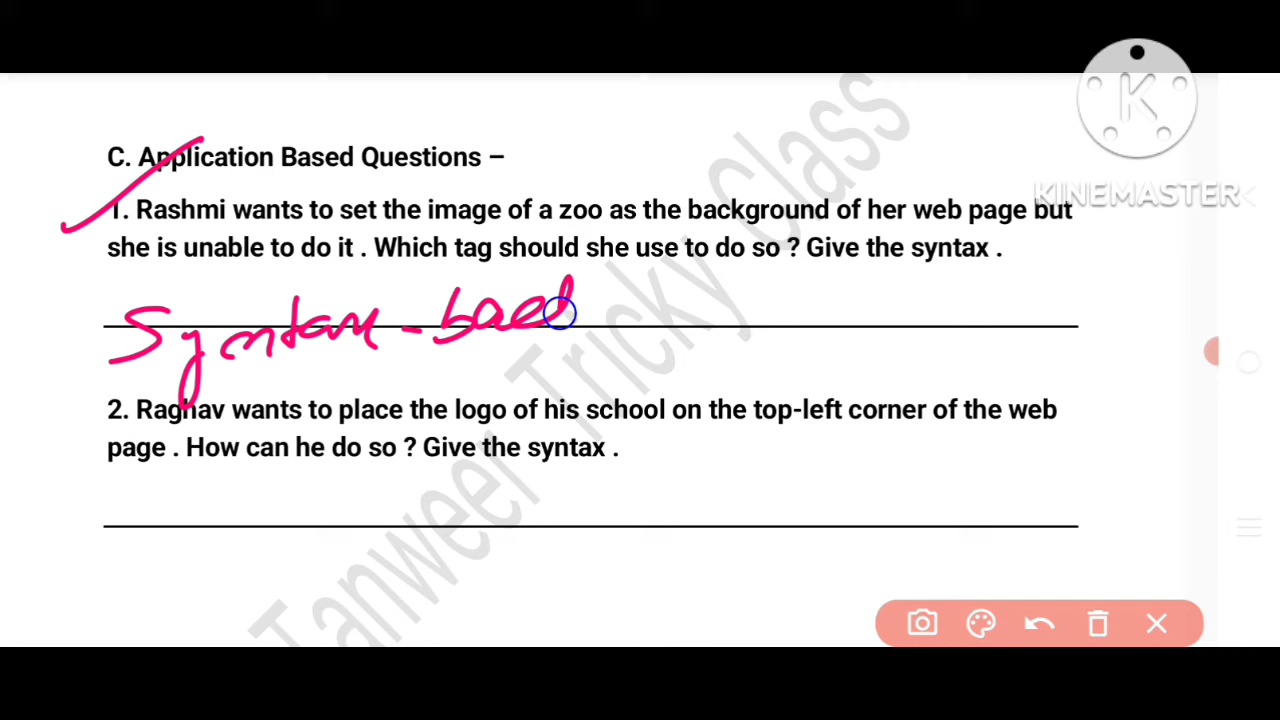 C. Application Based Questions –
1. Rashmi wants to set the image of a zoo as the background of her web page but
she is unable to do it . Which tag should she use to do so ? Give the syntax .
Syntax - bacd
2. Raghav wants to place the logo of his school on the top-left corner of the web
page . How can he do so ? Give the syntax .
Tanweer Tricky Class
K
KINEMASTER